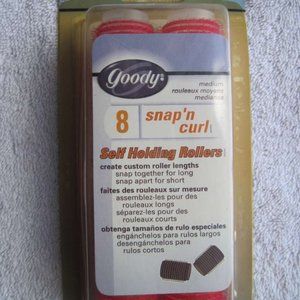 goody
medium
rouleaux moyens
mediano
8
snap'n
curl
Self Holding Rollers
create custom roller lengths
snap together for long
snap apart for short
faites des rouleaux sur mesure
assemblez-les pour des
rouleaux longs
séparez-les pour des
rouleaux courts
obtenga tamaños de rulo especiales
engánchelos para rulos largos
desengánchelos para
rulos cortos